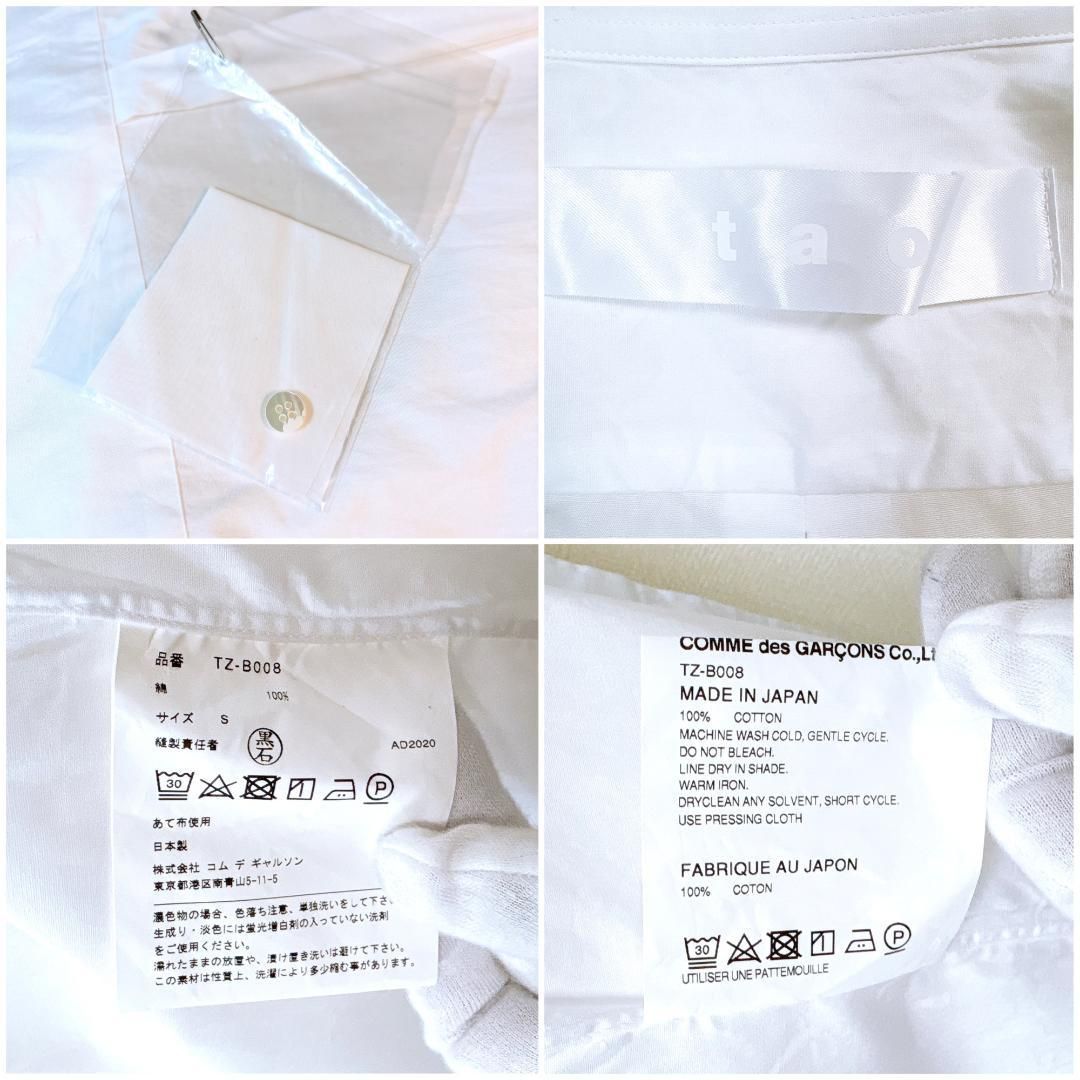 tao
品番 TZ-B008
綿 100%
サイズ S
縫製責任者 黒石 AD2020
30 1 P
あて布使用
日本製
株式会社 コム デ ギャルソン
東京都港区南青山5-11-5
濃色物の場合、色落ち注意、単独洗いをして下さ
生成り・淡色には蛍光増白剤の入っていない洗剤
をご使用ください。
濡れたままの放置や、漬け置き洗いは避けて下さい。
この素材は性質上、洗濯により多少縮む事があります。
COMME des GARÇONS Co.,Lt
TZ-B008
MADE IN JAPAN
100% COTTON
MACHINE WASH COLD, GENTLE CYCLE.
DO NOT BLEACH.
LINE DRY IN SHADE.
WARM IRON.
DRYCLEAN ANY SOLVENT, SHORT CYCLE.
USE PRESSING CLOTH
FABRIQUE AU JAPON
100% COTON
30 1 P
UTILISER UNE PATTEMOUILLE